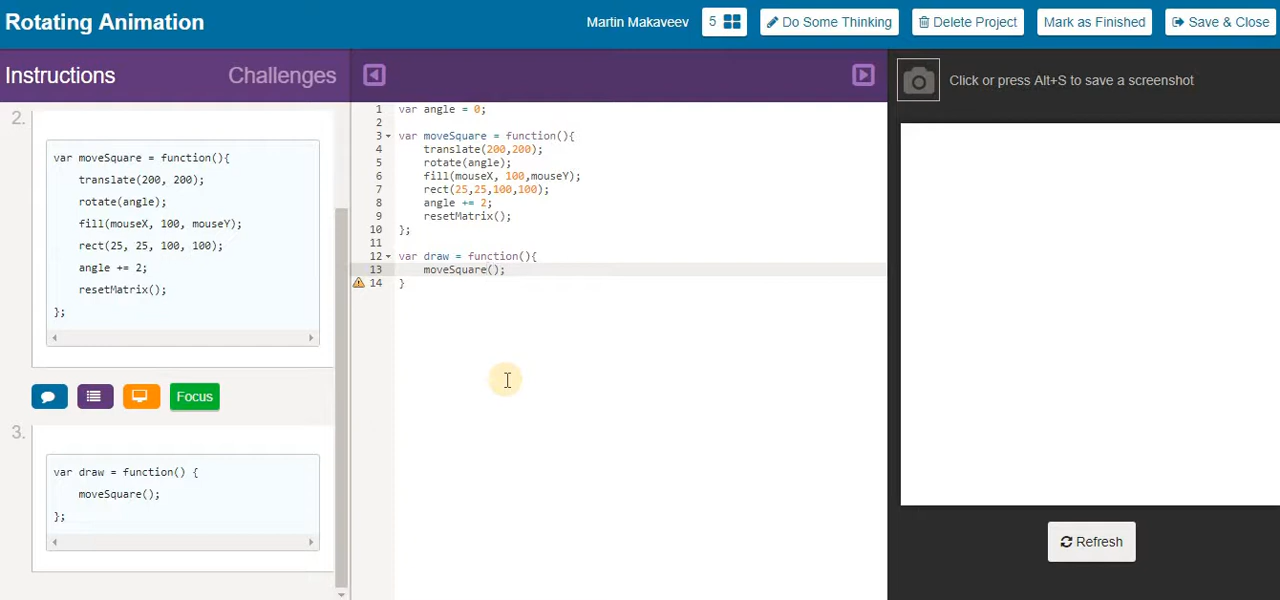 Rotating Animation
Martin Makaveev
5
Do Some Thinking
Delete Project
Mark as Finished
Save & Close
Instructions
Challenges
2.
var moveSquare = function(){
translate(200, 200);
rotate(angle);
fill(mouseX, 100, mouseY);
rect(25, 25, 100, 100);
angle += 2;
resetMatrix();
};
Focus
3.
var draw = function() {
moveSquare();
};
1 var angle = 0;
2
3 var moveSquare = function(){
4 translate(200,200);
5 rotate(angle);
6 fill(mouseX, 100,mouseY);
7 rect(25,25,100,100);
8 angle += 2;
9 resetMatrix();
10 };
11
12 var draw = function(){
13 moveSquare();
14 }
Click or press Alt+S to save a screenshot
Refresh